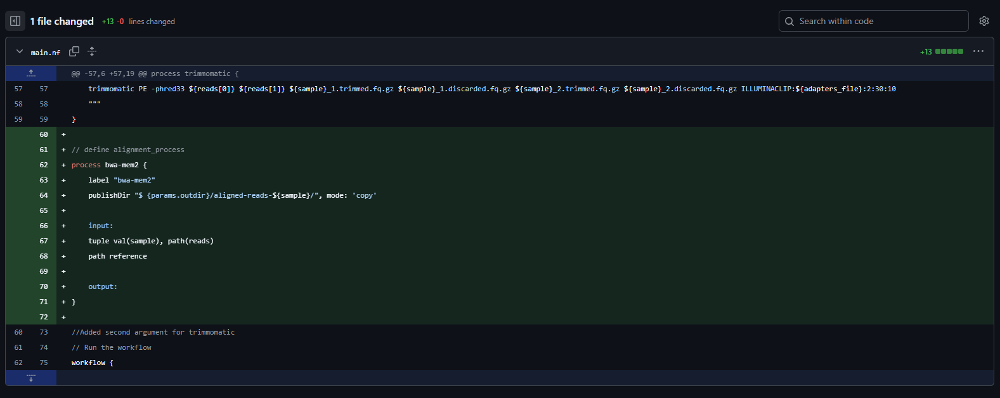 1 file changed +13 -0 lines changed
Search within code
main.nf
+13
@@ -57,6 +57,19 @@ process trimmomatic {
57 57 trimmomatic PE -phred33 ${reads[0]} ${reads[1]} ${sample}_1.trimmed.fq.gz ${sample}_1.discarded.fq.gz ${sample}_2.trimmed.fq.gz ${sample}_2.discarded.fq.gz ILLUMINACLIP:${adapters_file}:2:30:10
58 58 """
59 59 }
60 +
61 + // define alignment_process
62 + process bwa-mem2 {
63 + label "bwa-mem2"
64 + publishDir "$ {params.outdir}/aligned-reads-${sample}/", mode: 'copy'
65 +
66 + input:
67 + tuple val(sample), path(reads)
68 + path reference
69 +
70 + output:
71 + }
72 +
60 73 //Added second argument for trimmomatic
61 74 // Run the workflow
62 75 workflow {